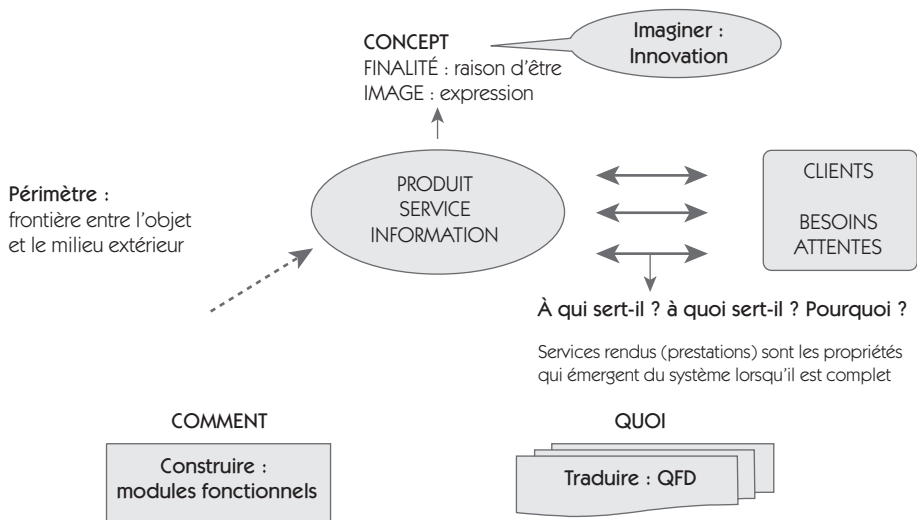 Imaginer :
Innovation
CONCEPT
FINALITÉ : raison d’être
IMAGE : expression
Périmètre :
frontière entre l’objet
et le milieu extérieur
PRODUIT
SERVICE
INFORMATION
CLIENTS
BESOINS
ATTENTES
À qui sert-il ? à quoi sert-il ? Pourquoi ?
Services rendus (prestations) sont les propriétés
qui émergent du système lorsqu’il est complet
COMMENT
Construire :
modules fonctionnels
QUOI
Traduire : QFD